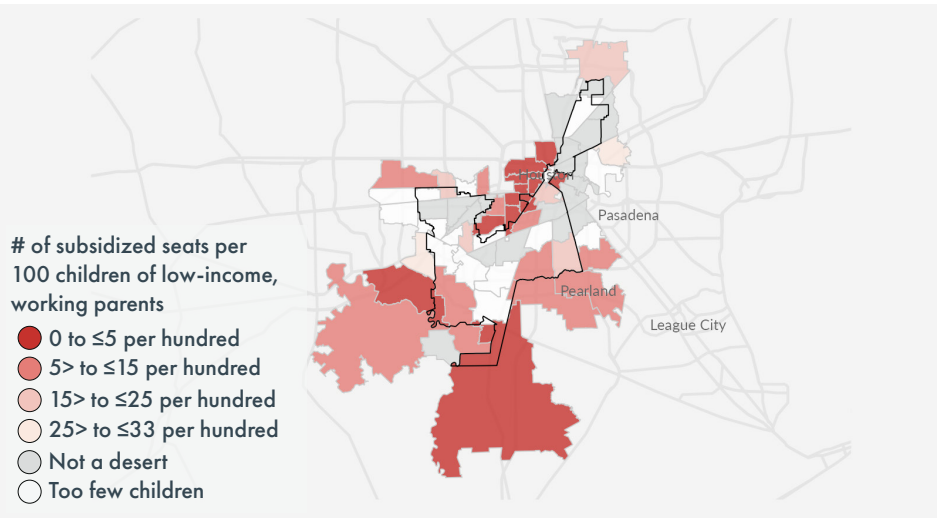 Houston
Pasadena
# of subsidized seats per
100 children of low-income,
working parents
Pearland
League City
0 to ≤5 per hundred
5> to ≤15 per hundred
15> to ≤25 per hundred
25> to ≤33 per hundred
Not a desert
Too few children